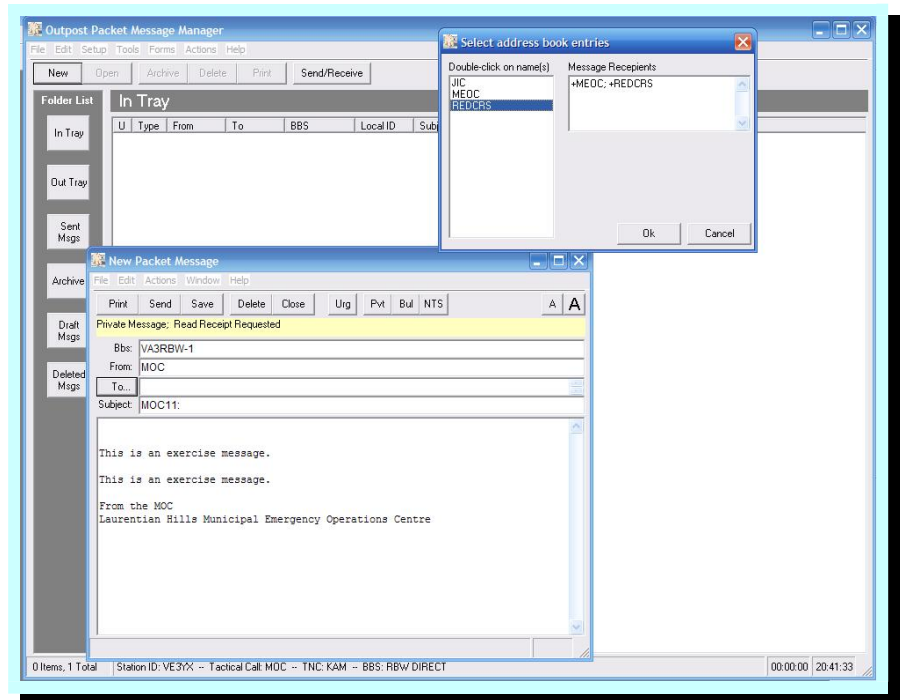 Outpost Packet Message Manager
File Edit Setup Tools Forms Actions Help
New Open Archive Delete Print Send/Receive
Folder List
In Tray
Out Tray
Sent Msgs
Archive
Draft Msgs
Deleted Msgs
In Tray
U Type From To BBS Local ID Subj
Select address book entries
Double-click on name(s) Message Recepients
JIC
MEOC
REDCRS
+MEOC; +REDCRS
Ok Cancel
New Packet Message
File Edit Actions Window Help
Print Send Save Delete Close Urg Pvt Bul NTS A A
Private Message; Read Receipt Requested
Bbs: VA3RBW-1
From: MOC
To...
Subject: MOC11:
This is an exercise message.
This is an exercise message.
From the MOC
Laurentian Hills Municipal Emergency Operations Centre
0 Items, 1 Total Station ID: VE3YX -- Tactical Call: MOC -- TNC: KAM -- BBS: RBW DIRECT 00:00:00 20:41:33